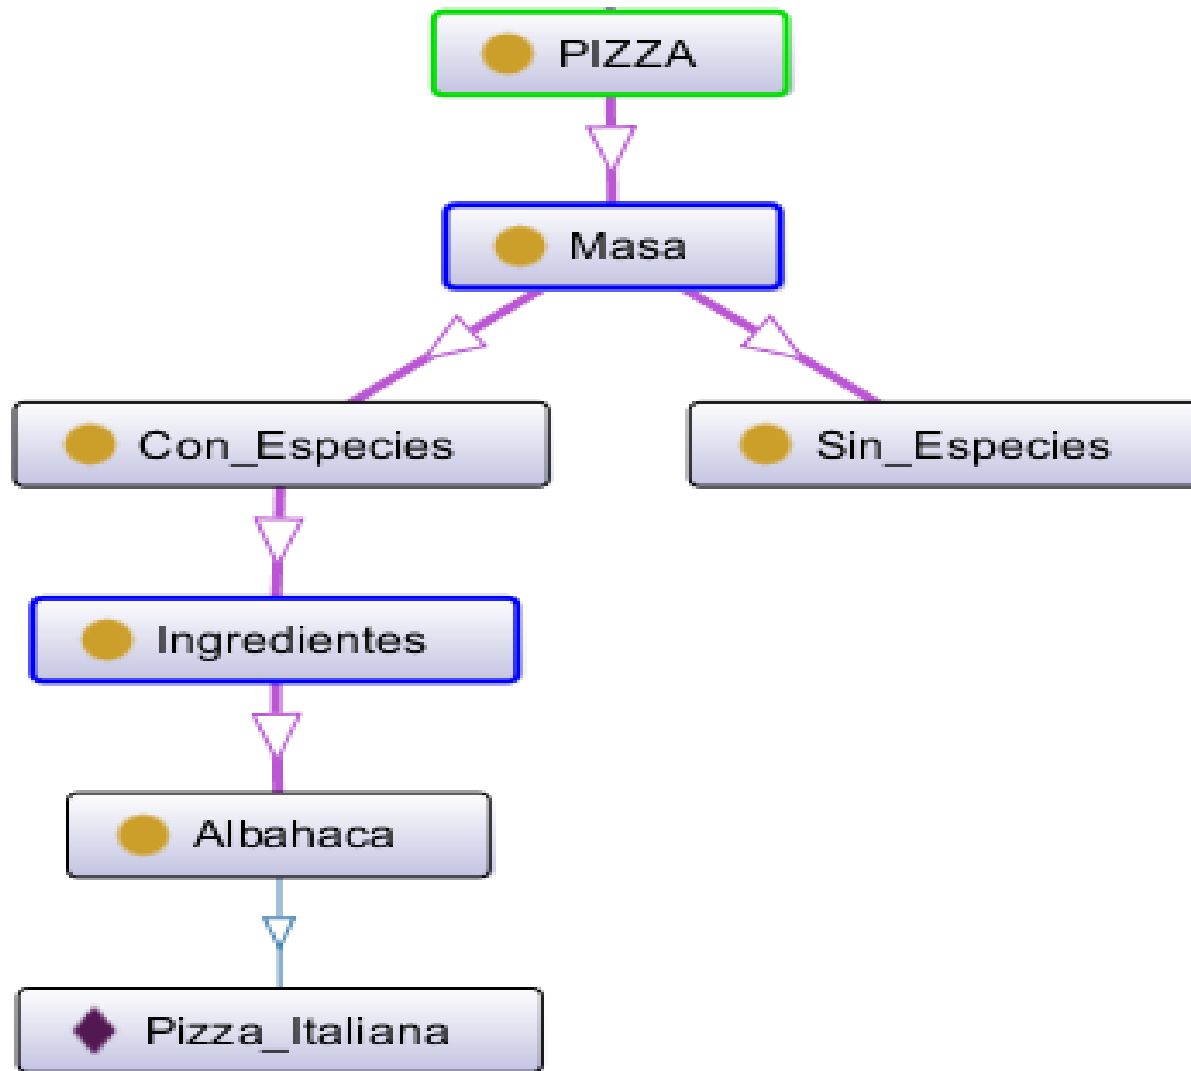 PIZZA
Masa
Con_Especies
Sin_Especies
Ingredientes
Albahaca
Pizza_Italiana